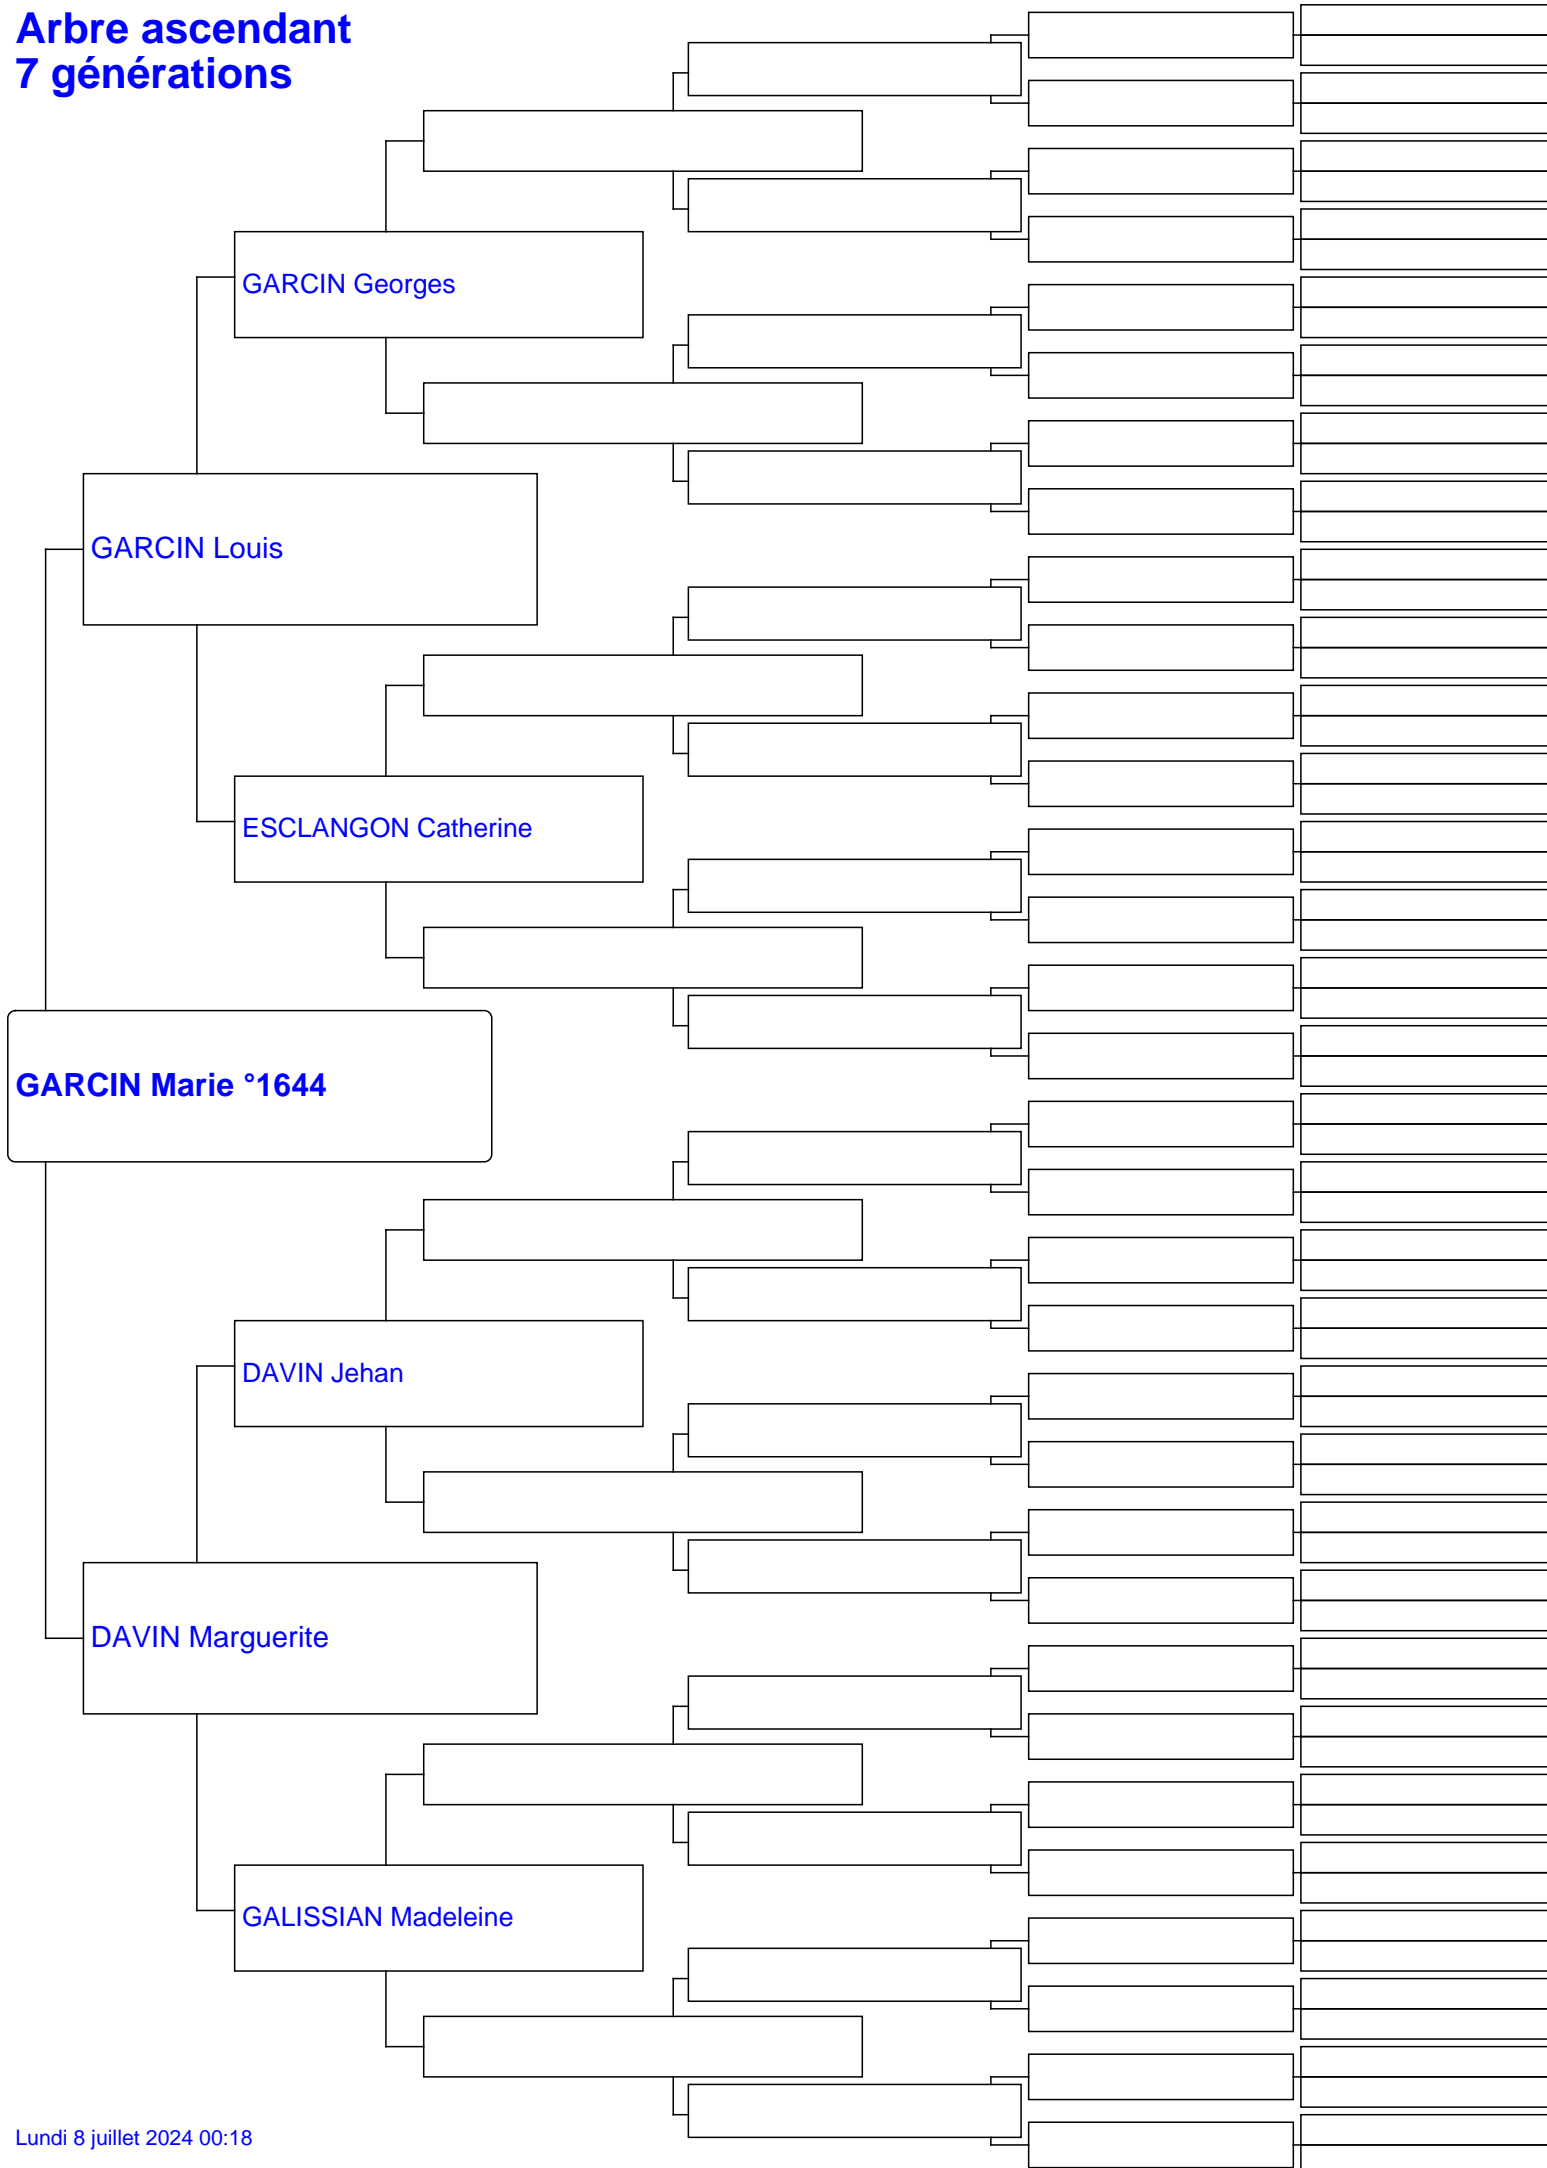 Arbre ascendant
7 générations
GARCIN Georges
GARCIN Louis
ESCLANGON Catherine
GARCIN Marie °1644
DAVIN Jehan
DAVIN Marguerite
GALISSIAN Madeleine
Lundi 8 juillet 2024 00:18